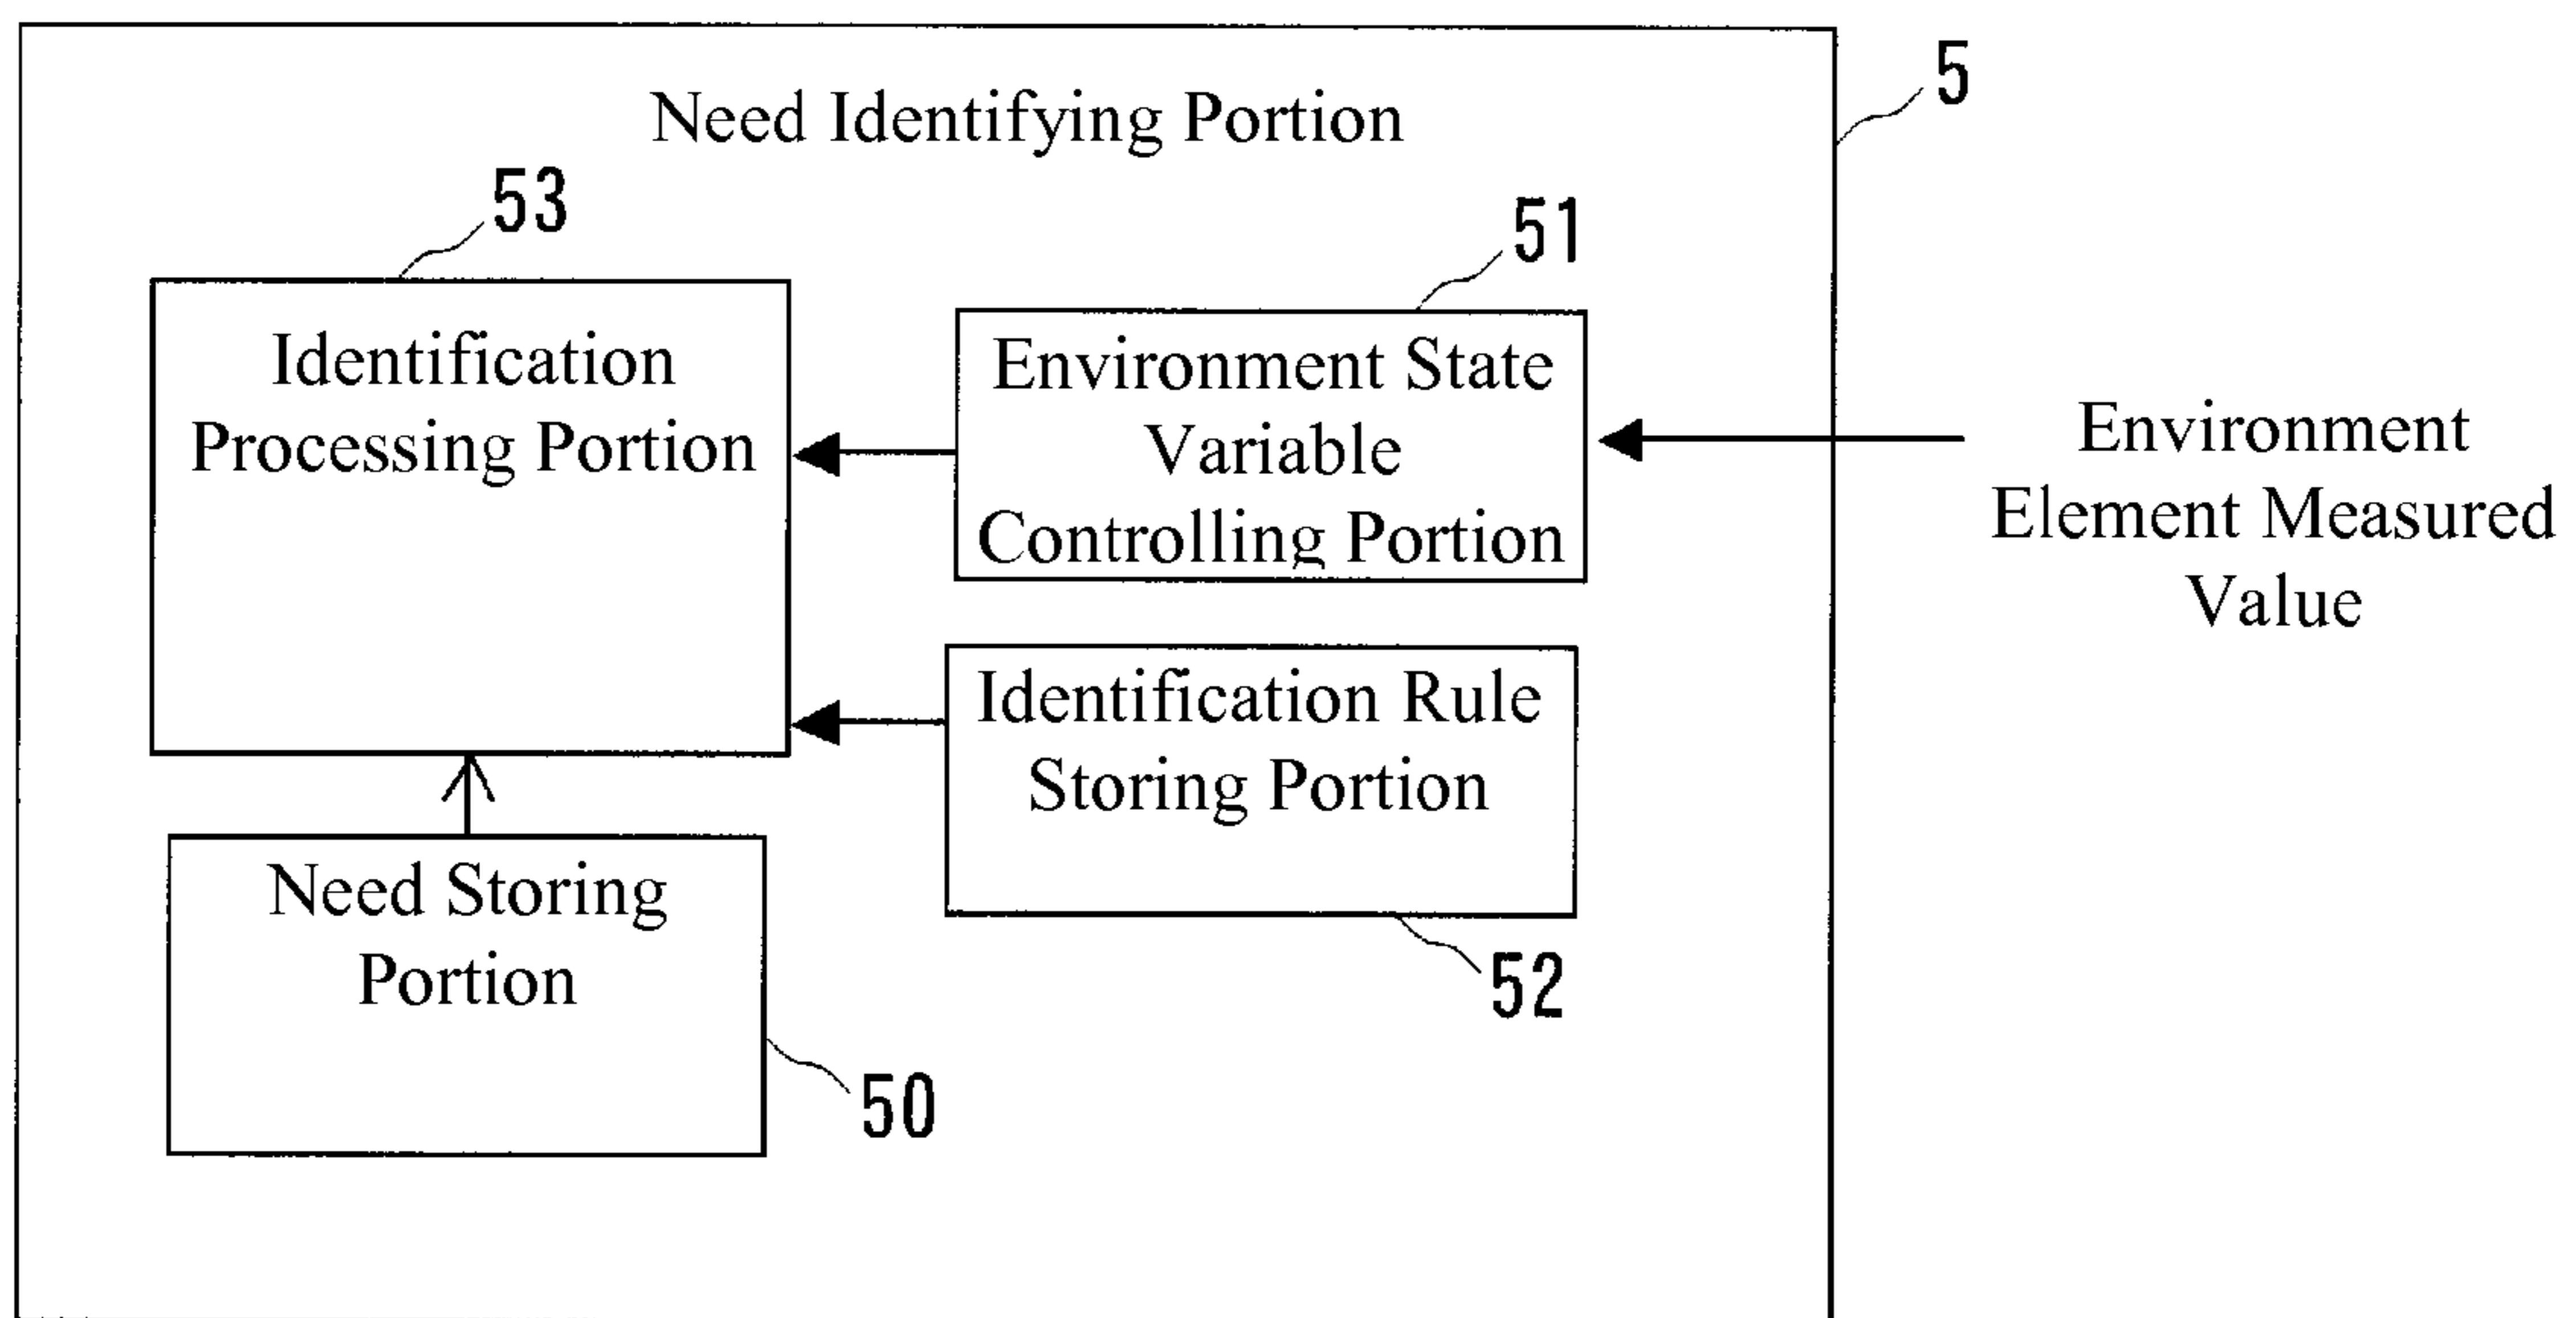 5
Need Identifying Portion
53
51
Identification
Processing Portion
Environment State
Variable
Controlling Portion
Environment
Element Measured
Value
Identification Rule
Storing Portion
52
Need Storing
Portion
50